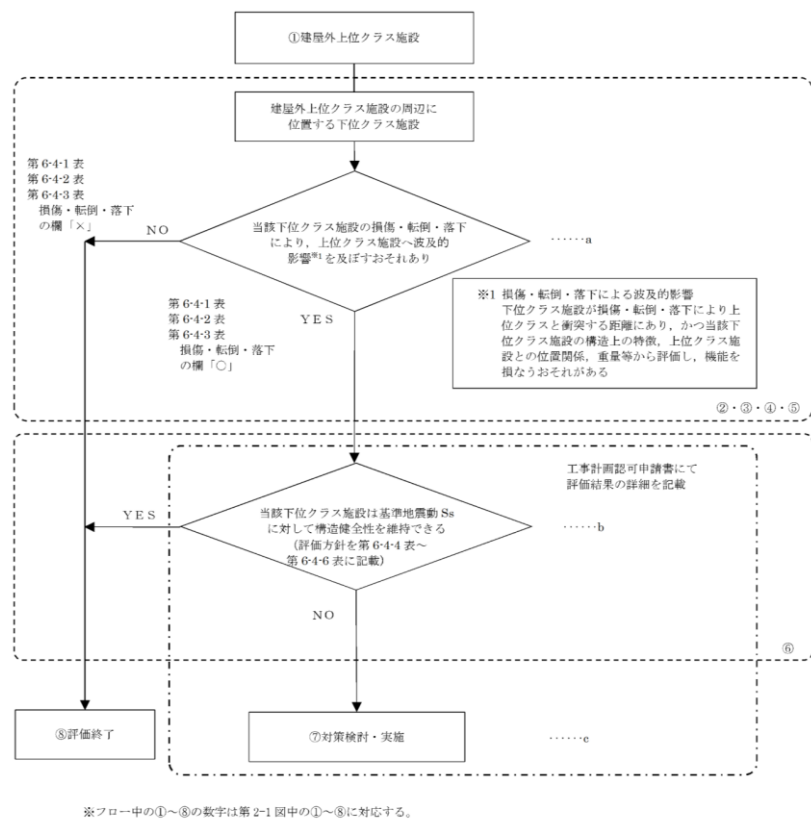 ①建屋外上位クラス施設
建屋外上位クラス施設の周辺に
位置する下位クラス施設
第 6-4-1 表
第 6-4-2 表
第 6-4-3 表
損傷・転倒・落下
の欄「×」
NO
当該下位クラス施設の損傷・転倒・落下
により，上位クラス施設へ波及的
影響※1を及ぼすおそれあり
……a
第 6-4-1 表
第 6-4-2 表
第 6-4-3 表
損傷・転倒・落下
の欄「○」
YES
※1 損傷・転倒・落下による波及的影響
下位クラス施設が損傷・転倒・落下により上
位クラスと衝突する距離にあり，かつ当該下
位クラス施設の構造上の特徴，上位クラス施
設との位置関係，重量等から評価し，機能を
損なうおそれがある
②・③・④・⑤
工事計画認可申請書にて
評価結果の詳細を記載
YES
当該下位クラス施設は基準地震動 Ss
に対して構造健全性を維持できる
（評価方針を第 6-4-4 表～
第 6-4-6 表に記載）
……b
NO
⑥
⑧評価終了
⑦対策検討・実施
……c
※フロー中の①～⑧の数字は第 2-1 図中の①～⑧に対応する。